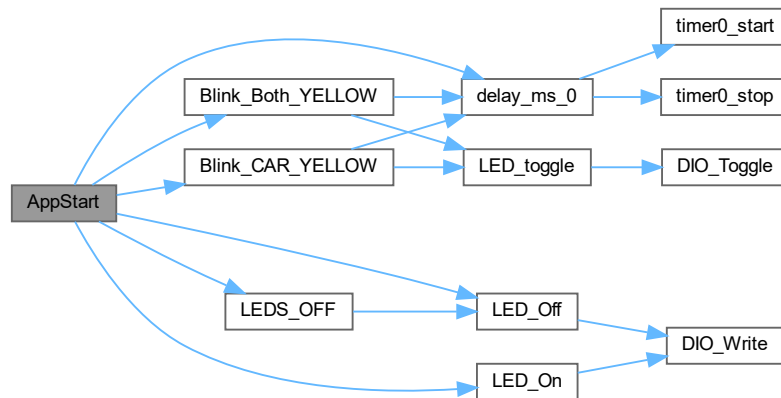 timer0_start
Blink_Both_YELLOW
delay_ms_0
timer0_stop
Blink_CAR_YELLOW
LED_toggle
DIO_Toggle
AppStart
LEDS_OFF
LED_Off
DIO_Write
LED_On